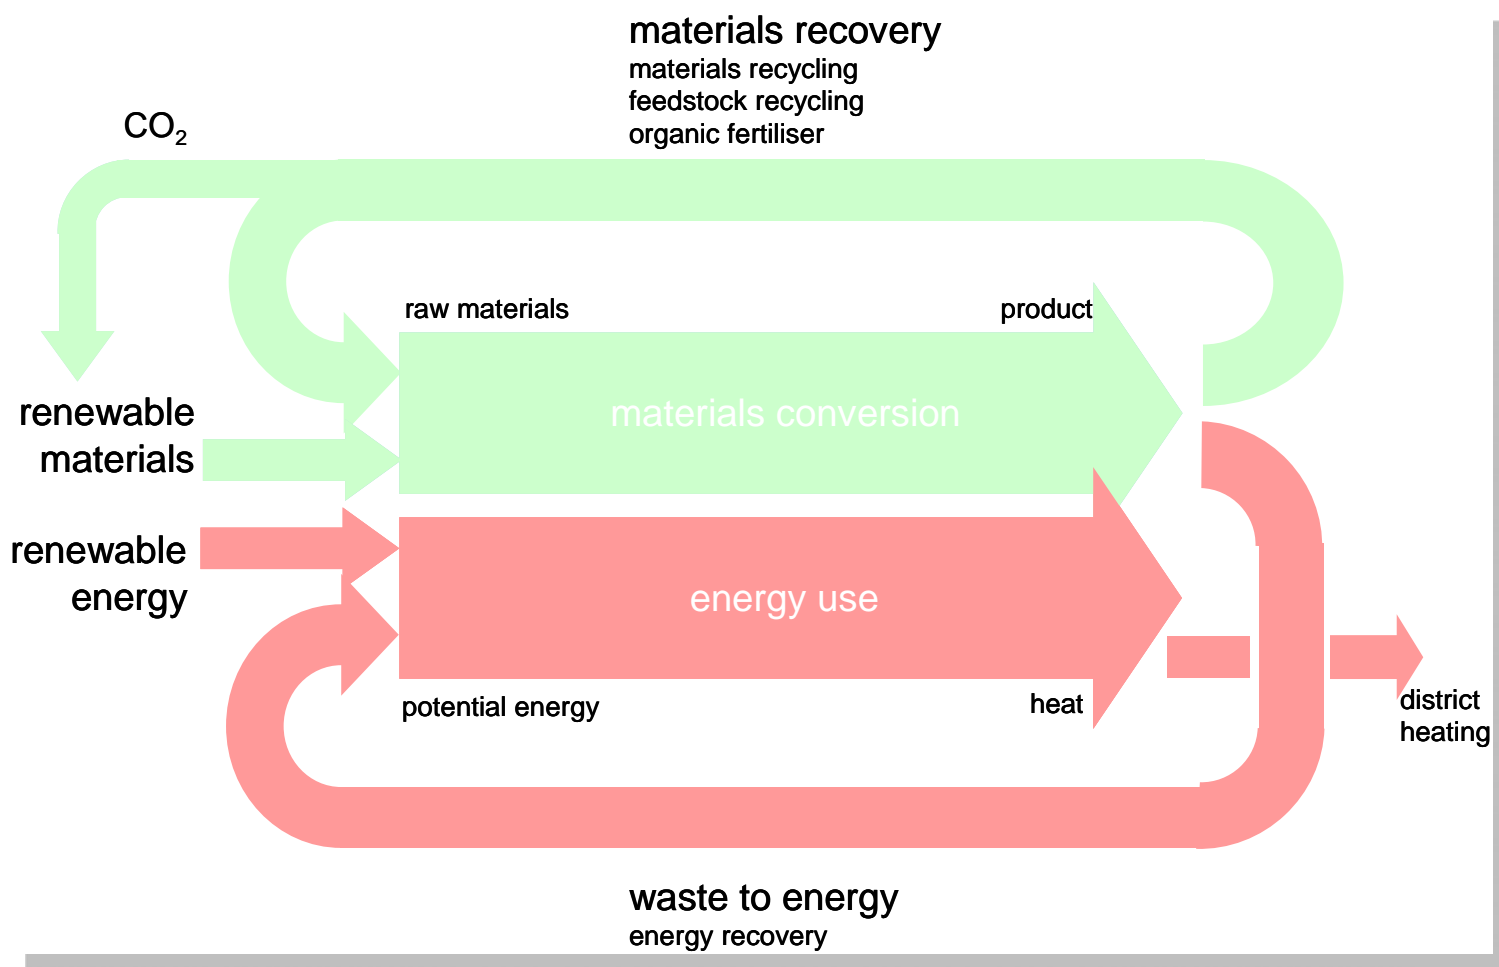 materials recovery
materials recycling
feedstock recycling
organic fertiliser
CO₂
raw materials
product
renewable
materials
materials conversion
renewable
energy
energy use
potential energy
heat
district
heating
waste to energy
energy recovery